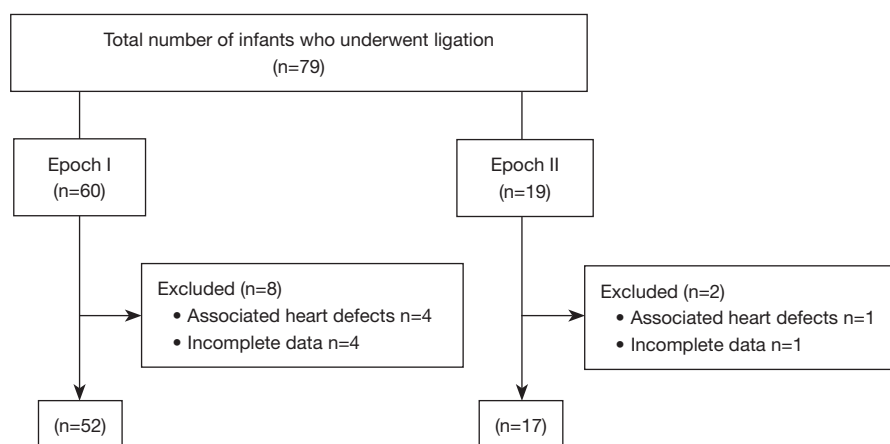 Total number of infants who underwent ligation
(n=79)
Epoch I
(n=60)
Epoch II
(n=19)
Excluded (n=8)
• Associated heart defects n=4
• Incomplete data n=4
Excluded (n=2)
• Associated heart defects n=1
• Incomplete data n=1
(n=52)
(n=17)